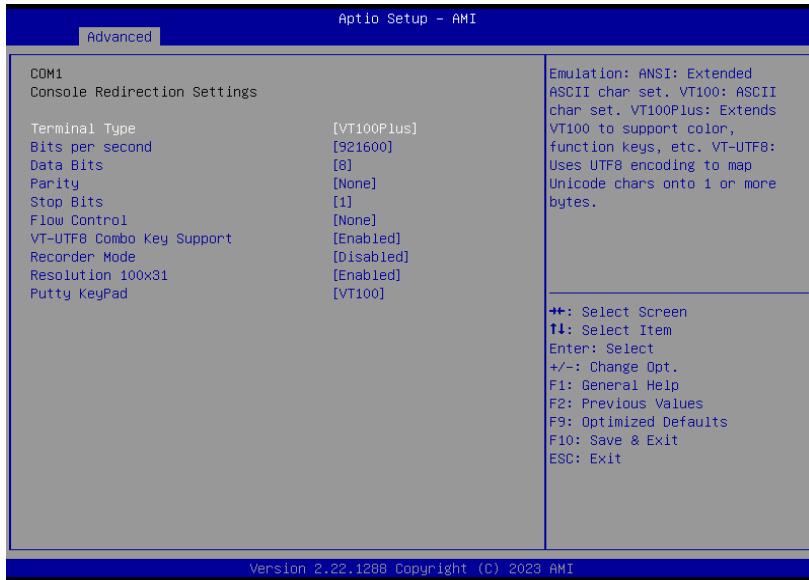 Aptio Setup – AMI
Advanced
COM1
Console Redirection Settings
Terminal Type [VT100Plus]
Bits per second [921600]
Data Bits [8]
Parity [None]
Stop Bits [1]
Flow Control [None]
VT-UTF8 Combo Key Support [Enabled]
Recorder Mode [Disabled]
Resolution 100x31 [Enabled]
Putty KeyPad [VT100]
Emulation: ANSI: Extended
ASCII char set. VT100: ASCII
char set. VT100Plus: Extends
VT100 to support color,
function keys, etc. VT-UTF8:
Uses UTF8 encoding to map
Unicode chars onto 1 or more
bytes.
→←: Select Screen
↑↓: Select Item
Enter: Select
+/-: Change Opt.
F1: General Help
F2: Previous Values
F9: Optimized Defaults
F10: Save & Exit
ESC: Exit
Version 2.22.1288 Copyright (C) 2023 AMI